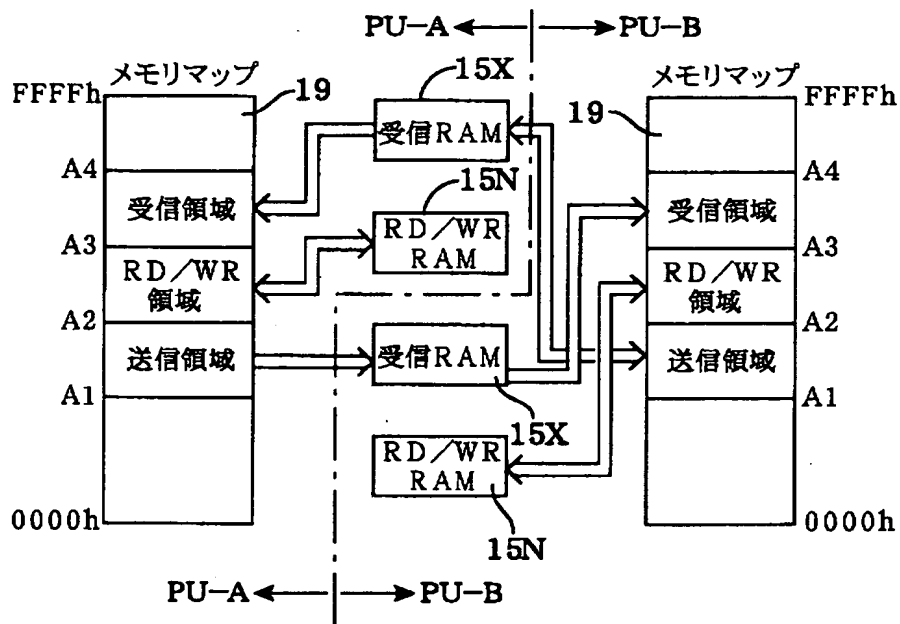 PU-A PU-B
メモリマップ
FFFFh
19
A4
受信領域
A3
RD/WR
領域
A2
送信領域
A1
0000h
15X
受信RAM
15N
RD/WR
RAM
受信RAM
15X
RD/WR
RAM
15N
メモリマップ
FFFFh
19
A4
受信領域
A3
RD/WR
領域
A2
送信領域
A1
0000h
PU-A PU-B